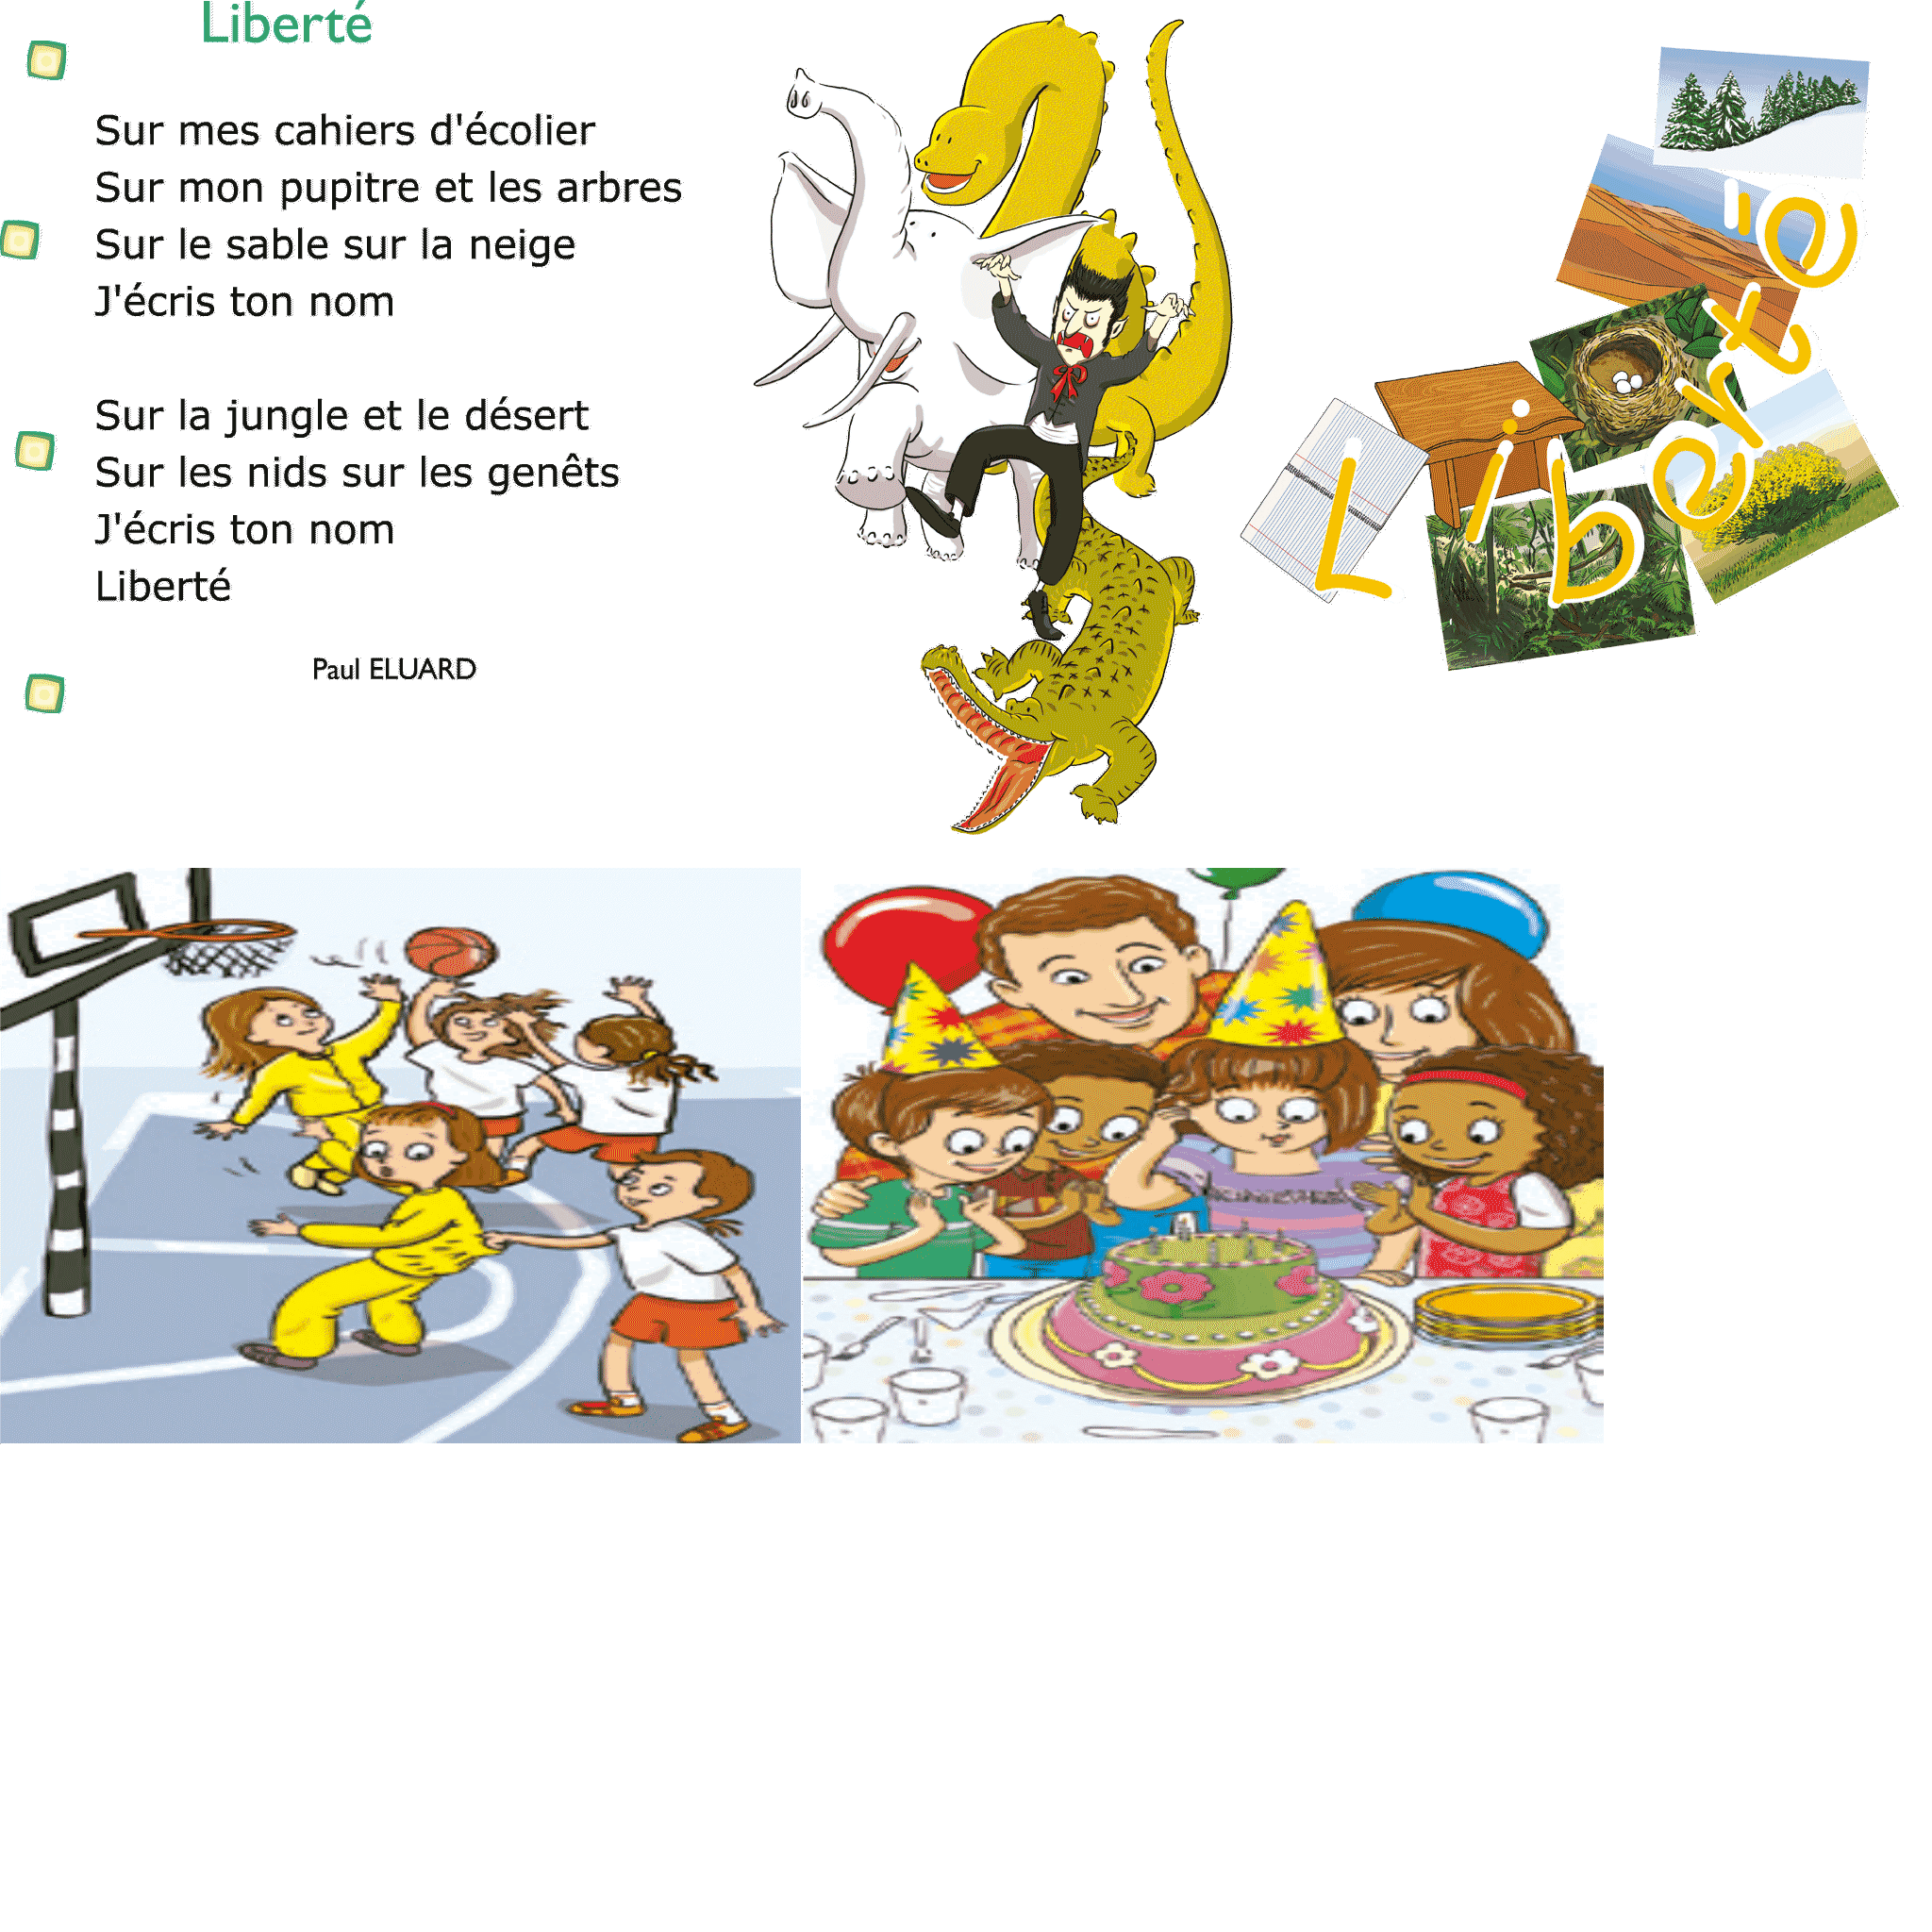 Liberté
Sur mes cahiers d'écolier
Sur mon pupitre et les arbres
Sur le sable sur la neige
J'écris ton nom
Sur la jungle et le désert
Sur les nids sur les genêts
J'écris ton nom
Liberté
Paul ELUARD
Liberté